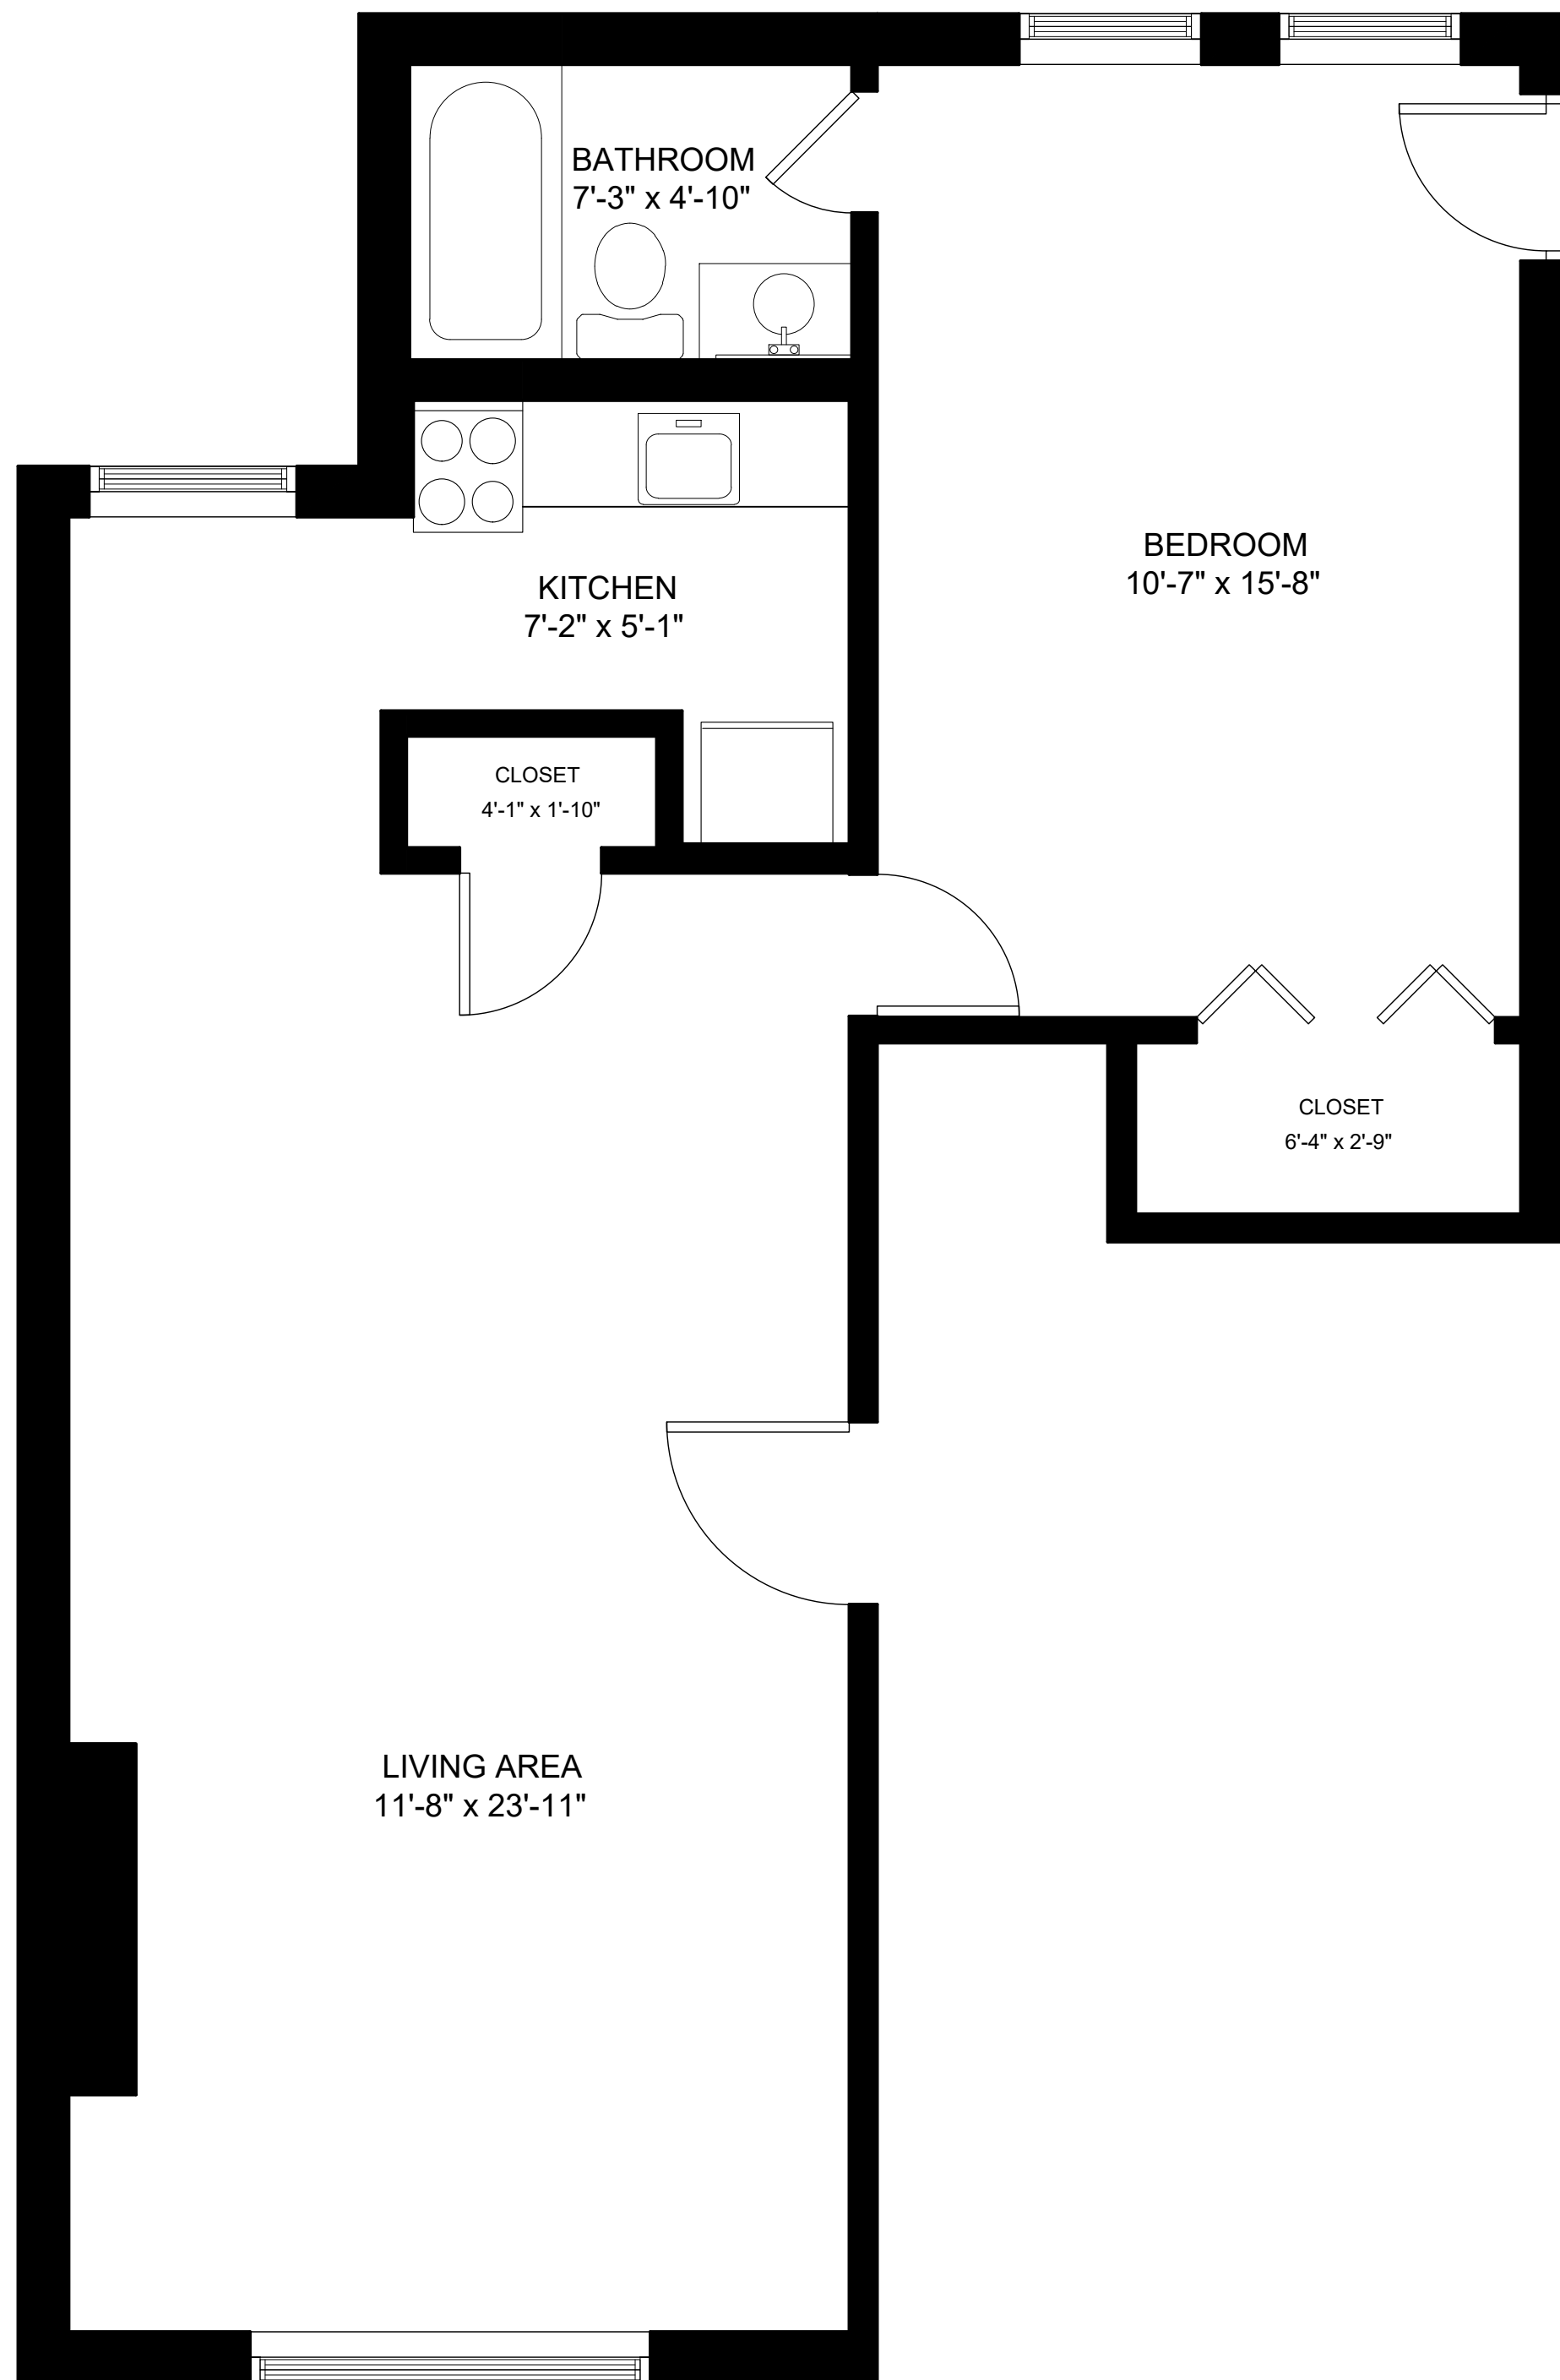 BATHROOM
7'-3" x 4'-10"
BEDROOM
10'-7" x 15'-8"
KITCHEN
7'-2" x 5'-1"
CLOSET
4'-1" x 1'-10"
CLOSET
6'-4" x 2'-9"
LIVING AREA
11'-8" x 23'-11"